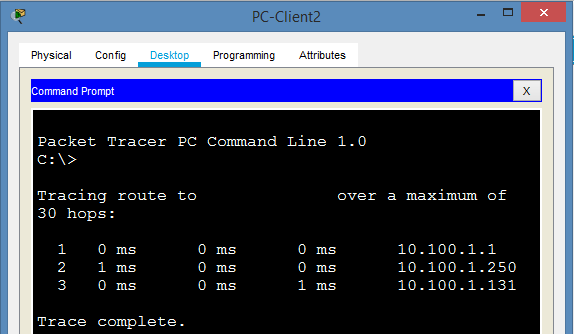 PC-Client2
Physical Config Desktop Programming Attributes
Command Prompt X
Packet Tracer PC Command Line 1.0
C:\>
Tracing route to over a maximum of
30 hops:
1 0 ms 0 ms 0 ms 10.100.1.1
2 1 ms 0 ms 0 ms 10.100.1.250
3 0 ms 0 ms 1 ms 10.100.1.131
Trace complete.